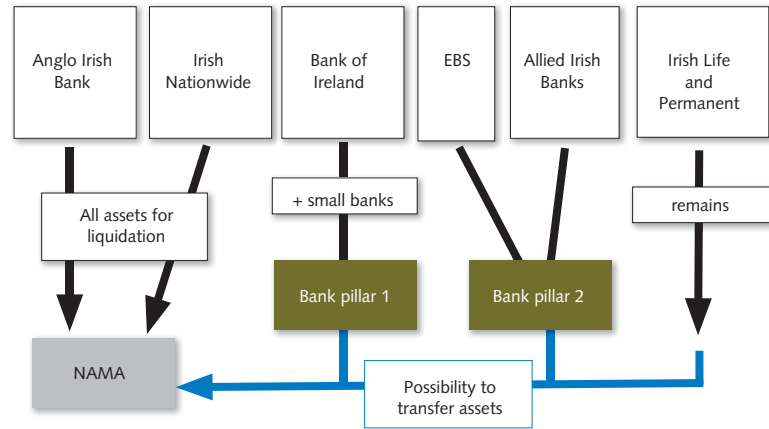 Anglo Irish
Bank
Irish
Nationwide
Bank of
Ireland
EBS
Allied Irish
Banks
Irish Life
and
Permanent
All assets for
liquidation
+ small banks
remains
Bank pillar 1
Bank pillar 2
NAMA
Possibility to
transfer assets